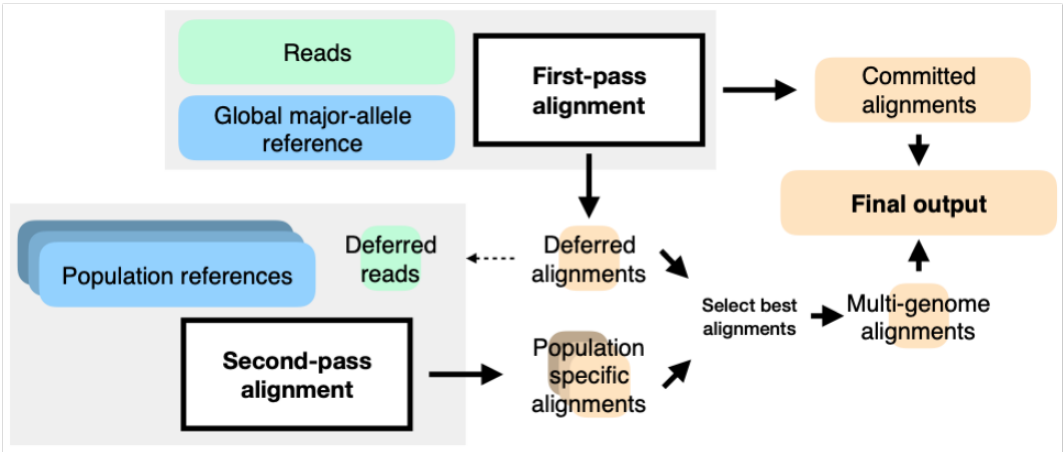 Reads
Global major-allele
reference
First-pass
alignment
Committed
alignments
Final output
Population references
Deferred
reads
Deferred
alignments
Select best
alignments
Multi-genome
alignments
Second-pass
alignment
Population
specific
alignments